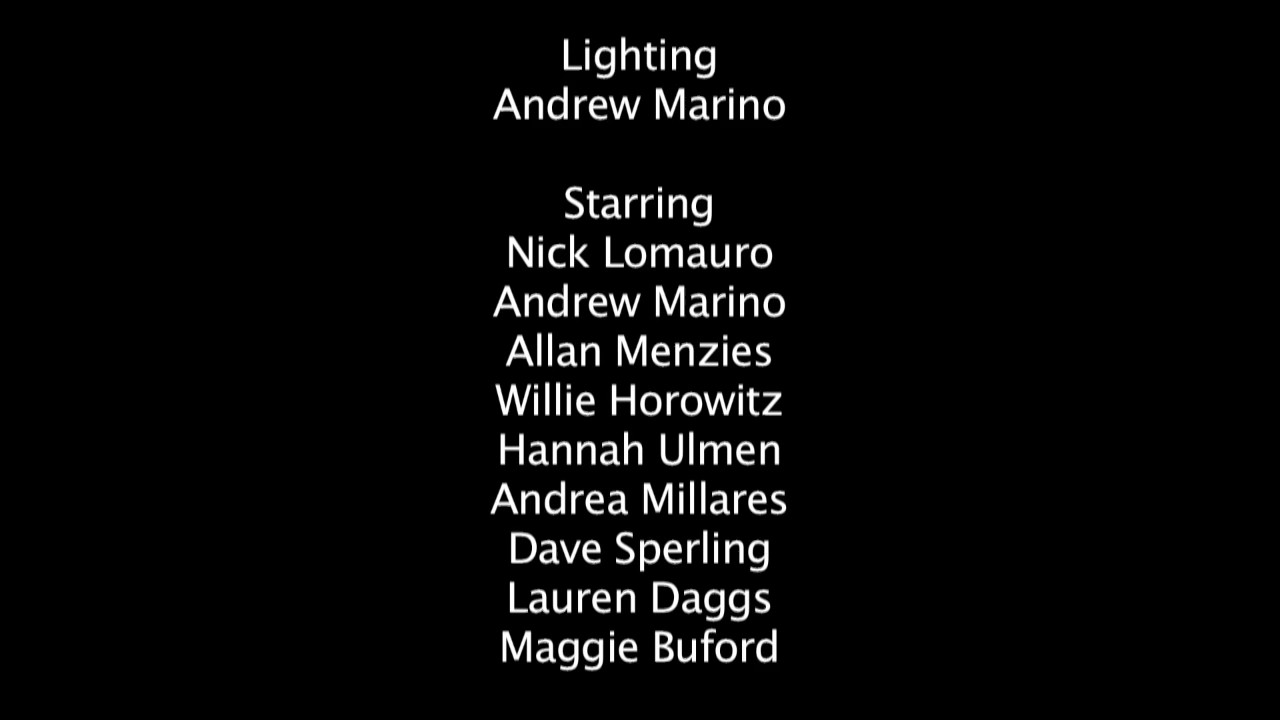 Lighting
Andrew Marino
Starring
Nick Lomauro
Andrew Marino
Allan Menzies
Willie Horowitz
Hannah Ulmen
Andrea Millares
Dave Sperling
Lauren Daggs
Maggie Buford